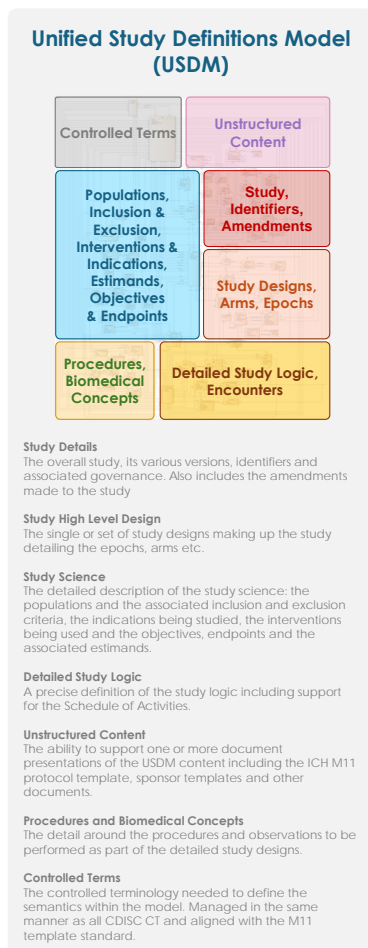 Unified Study Definitions Model
(USDM)
Controlled Terms
Unstructured
Content
Populations,
Inclusion &
Exclusion,
Interventions &
Indications,
Estimands,
Objectives
& Endpoints
Study,
Identifiers,
Amendments
Study Designs,
Arms, Epochs
Procedures,
Biomedical
Concepts
Detailed Study Logic,
Encounters
Study Details
The overall study, its various versions, identifiers and
associated governance. Also includes the amendments
made to the study
Study High Level Design
The single or set of study designs making up the study
detailing the epochs, arms etc.
Study Science
The detailed description of the study science: the
populations and the associated inclusion and exclusion
criteria, the indications being studied, the interventions
being used and the objectives, endpoints and the
associated estimands.
Detailed Study Logic
A precise definition of the study logic including support
for the Schedule of Activities.
Unstructured Content
The ability to support one or more document
presentations of the USDM content including the ICH M11
protocol template, sponsor templates and other
documents.
Procedures and Biomedical Concepts
The detail around the procedures and observations to be
performed as part of the detailed study designs.
Controlled Terms
The controlled terminology needed to define the
semantics within the model. Managed in the same
manner as all CDISC CT and aligned with the M11
template standard.